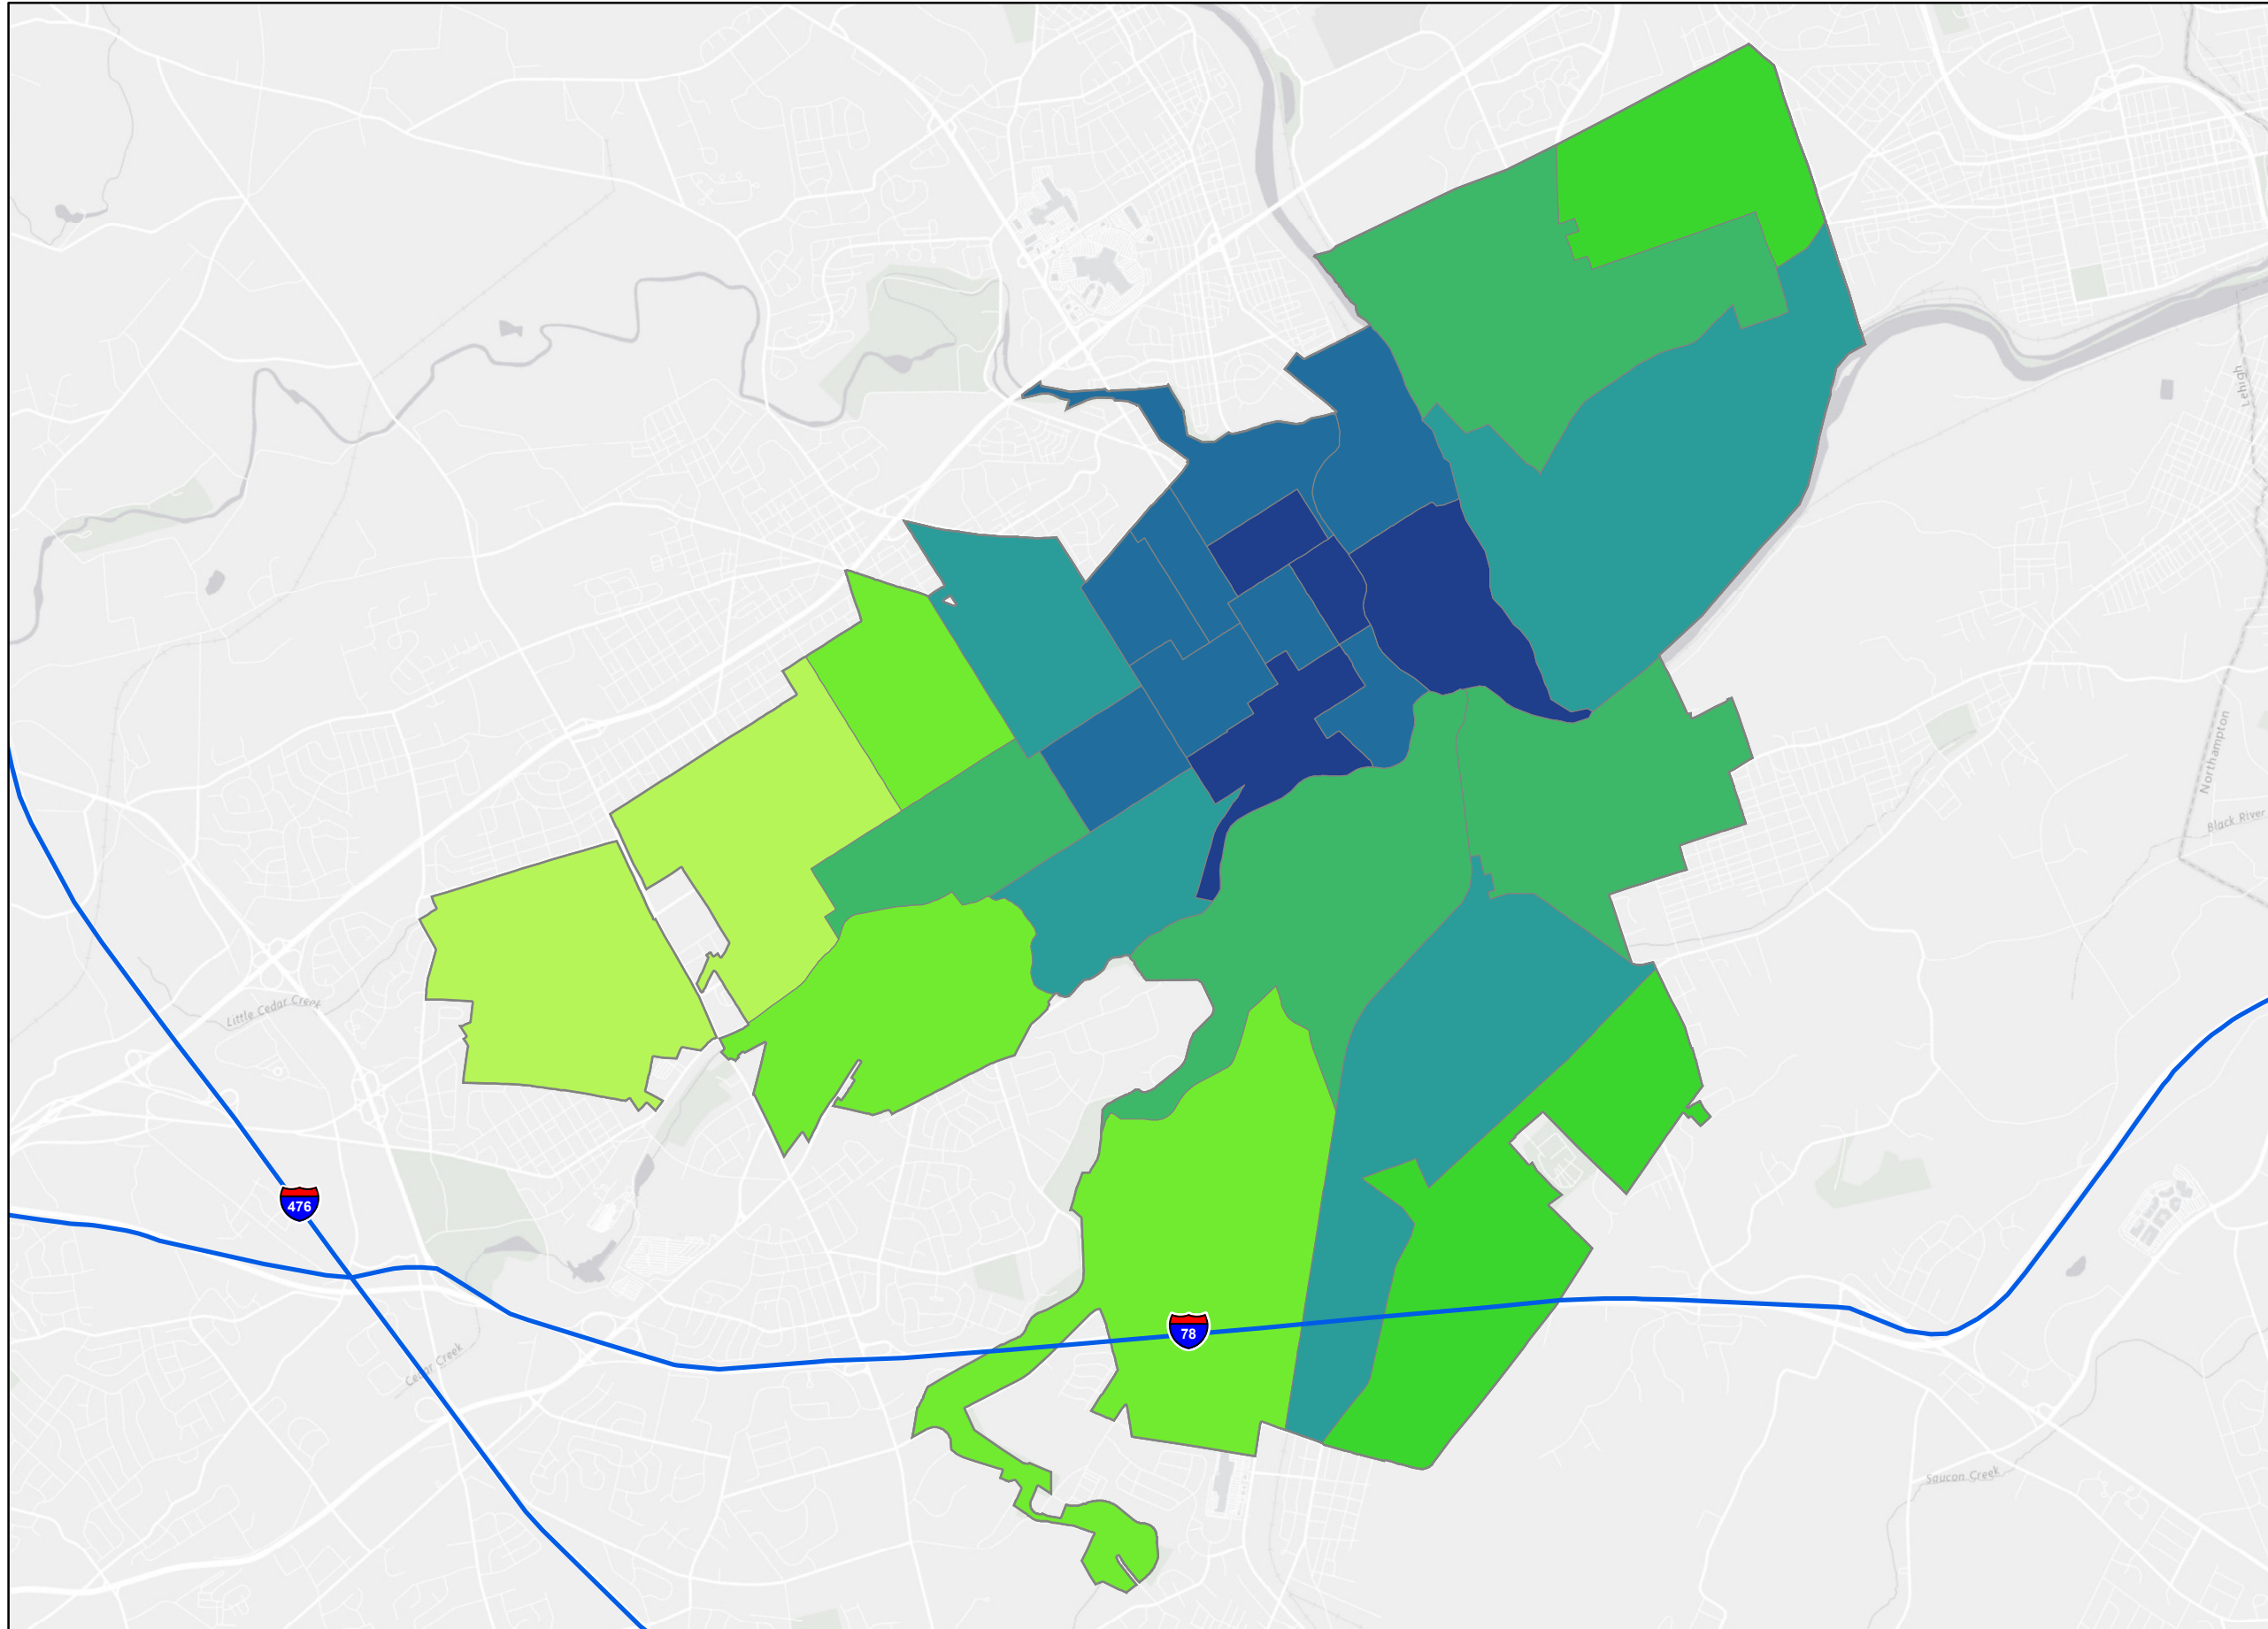 Lehigh
Northampton
Black River
Little Cedar Creek
476
78
Cedar Creek
Saucon Creek